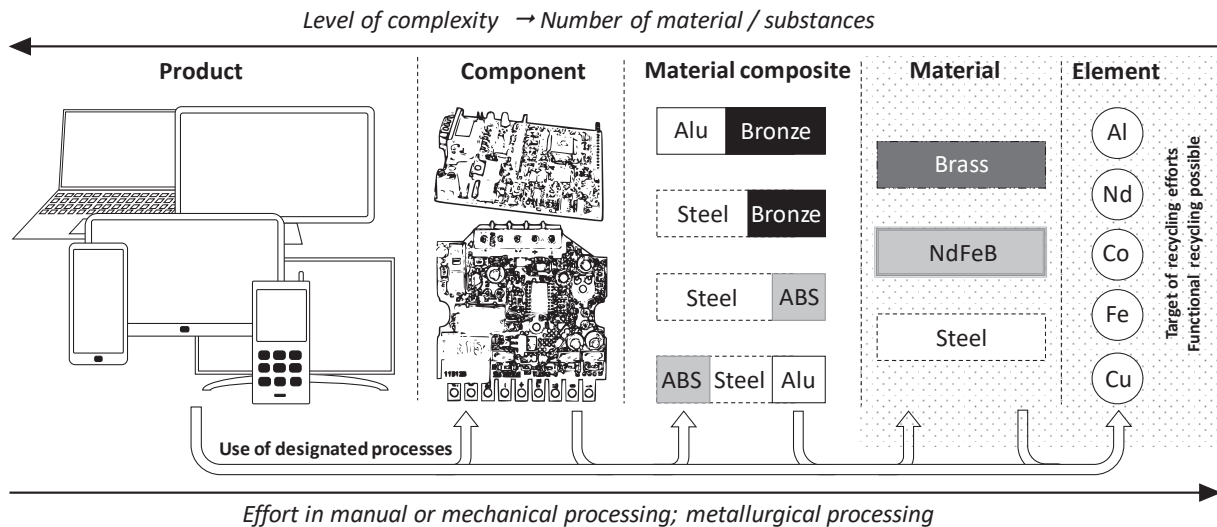 Level of complexity → Number of material / substances
Product
Component
Material composite
Material
Element
Alu Bronze
Steel Bronze
Steel ABS
ABS Steel Alu
Brass
NdFeB
Steel
Al
Nd
Co
Fe
Cu
Target of recycling efforts
Functional recycling possible
Use of designated processes
Effort in manual or mechanical processing; metallurgical processing